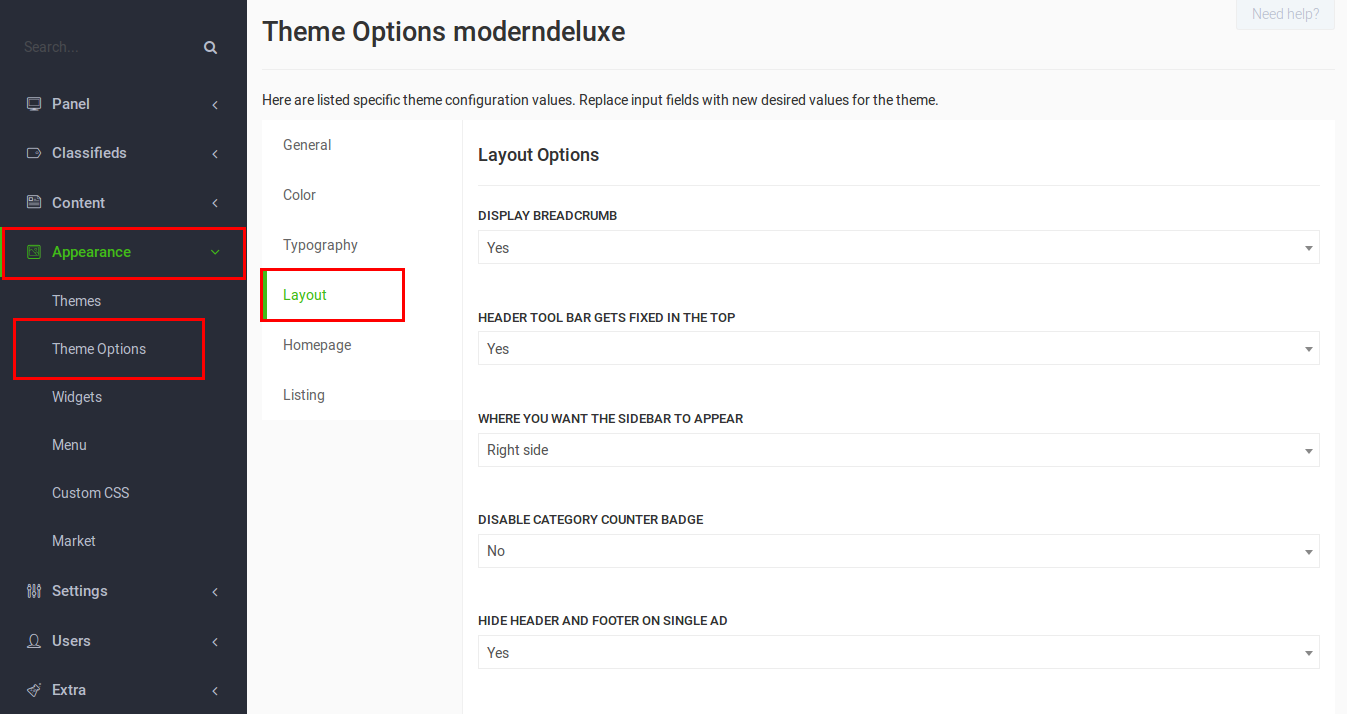 Search...
Panel
Classifieds
Content
Appearance
Themes
Theme Options
Widgets
Menu
Custom CSS
Market
Settings
Users
Extra
Need help?
Theme Options moderndeluxe
Here are listed specific theme configuration values. Replace input fields with new desired values for the theme.
General
Color
Typography
Layout
Homepage
Listing
Layout Options
DISPLAY BREADCRUMB
Yes
HEADER TOOL BAR GETS FIXED IN THE TOP
Yes
WHERE YOU WANT THE SIDEBAR TO APPEAR
Right side
DISABLE CATEGORY COUNTER BADGE
No
HIDE HEADER AND FOOTER ON SINGLE AD
Yes